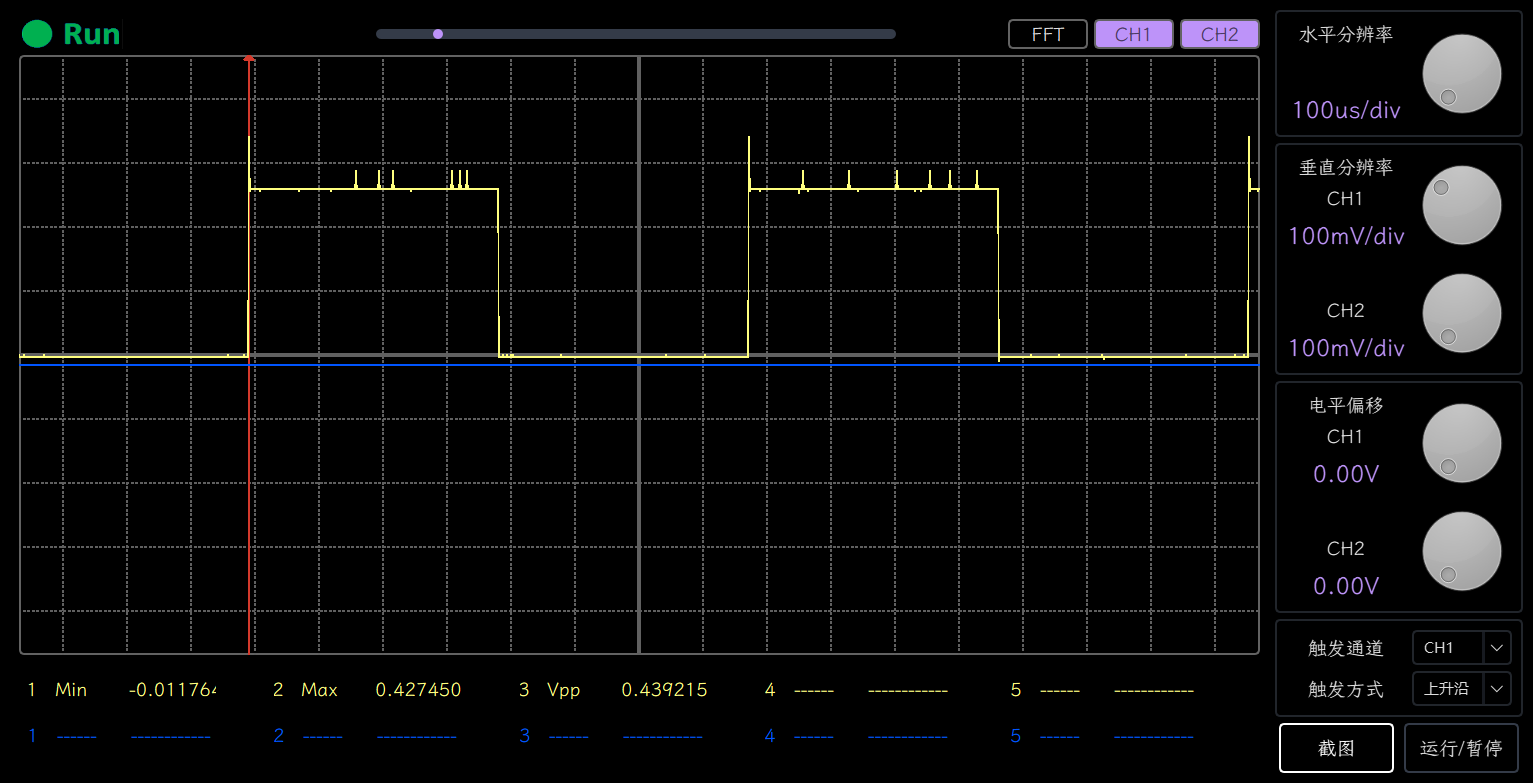 Run
FFT CH1 CH2
水平分辨率
100us/div
垂直分辨率
CH1
100mV/div
CH2
100mV/div
电平偏移
CH1
0.00V
CH2
0.00V
触发通道 CH1
触发方式 上升沿
截图 运行/暂停
1 Min -0.011764 2 Max 0.427450 3 Vpp 0.439215 4 ------ ------------ 5 ------ ------------
1 ------ ------------ 2 ------ ------------ 3 ------ ------------ 4 ------ ------------ 5 ------ ------------